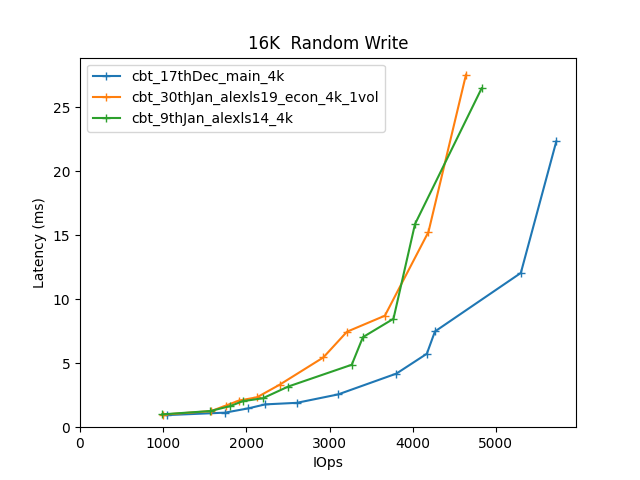 16K  Random Write
cbt_17thDec_main_4k
cbt_30thJan_alexls19_econ_4k_1vol
cbt_9thJan_alexls14_4k
Latency (ms)
25
20
15
10
5
0
0 1000 2000 3000 4000 5000
IOps